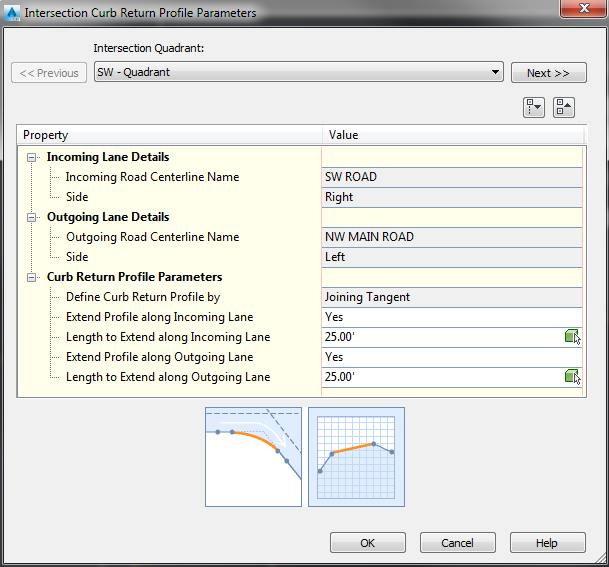 Intersection Curb Return Profile Parameters
Intersection Quadrant:
<< Previous
SW - Quadrant
Next >>
Property Value
Incoming Lane Details
Incoming Road Centerline Name SW ROAD
Side Right
Outgoing Lane Details
Outgoing Road Centerline Name NW MAIN ROAD
Side Left
Curb Return Profile Parameters
Define Curb Return Profile by Joining Tangent
Extend Profile along Incoming Lane Yes
Length to Extend along Incoming Lane 25.00'
Extend Profile along Outgoing Lane Yes
Length to Extend along Outgoing Lane 25.00'
OK Cancel Help